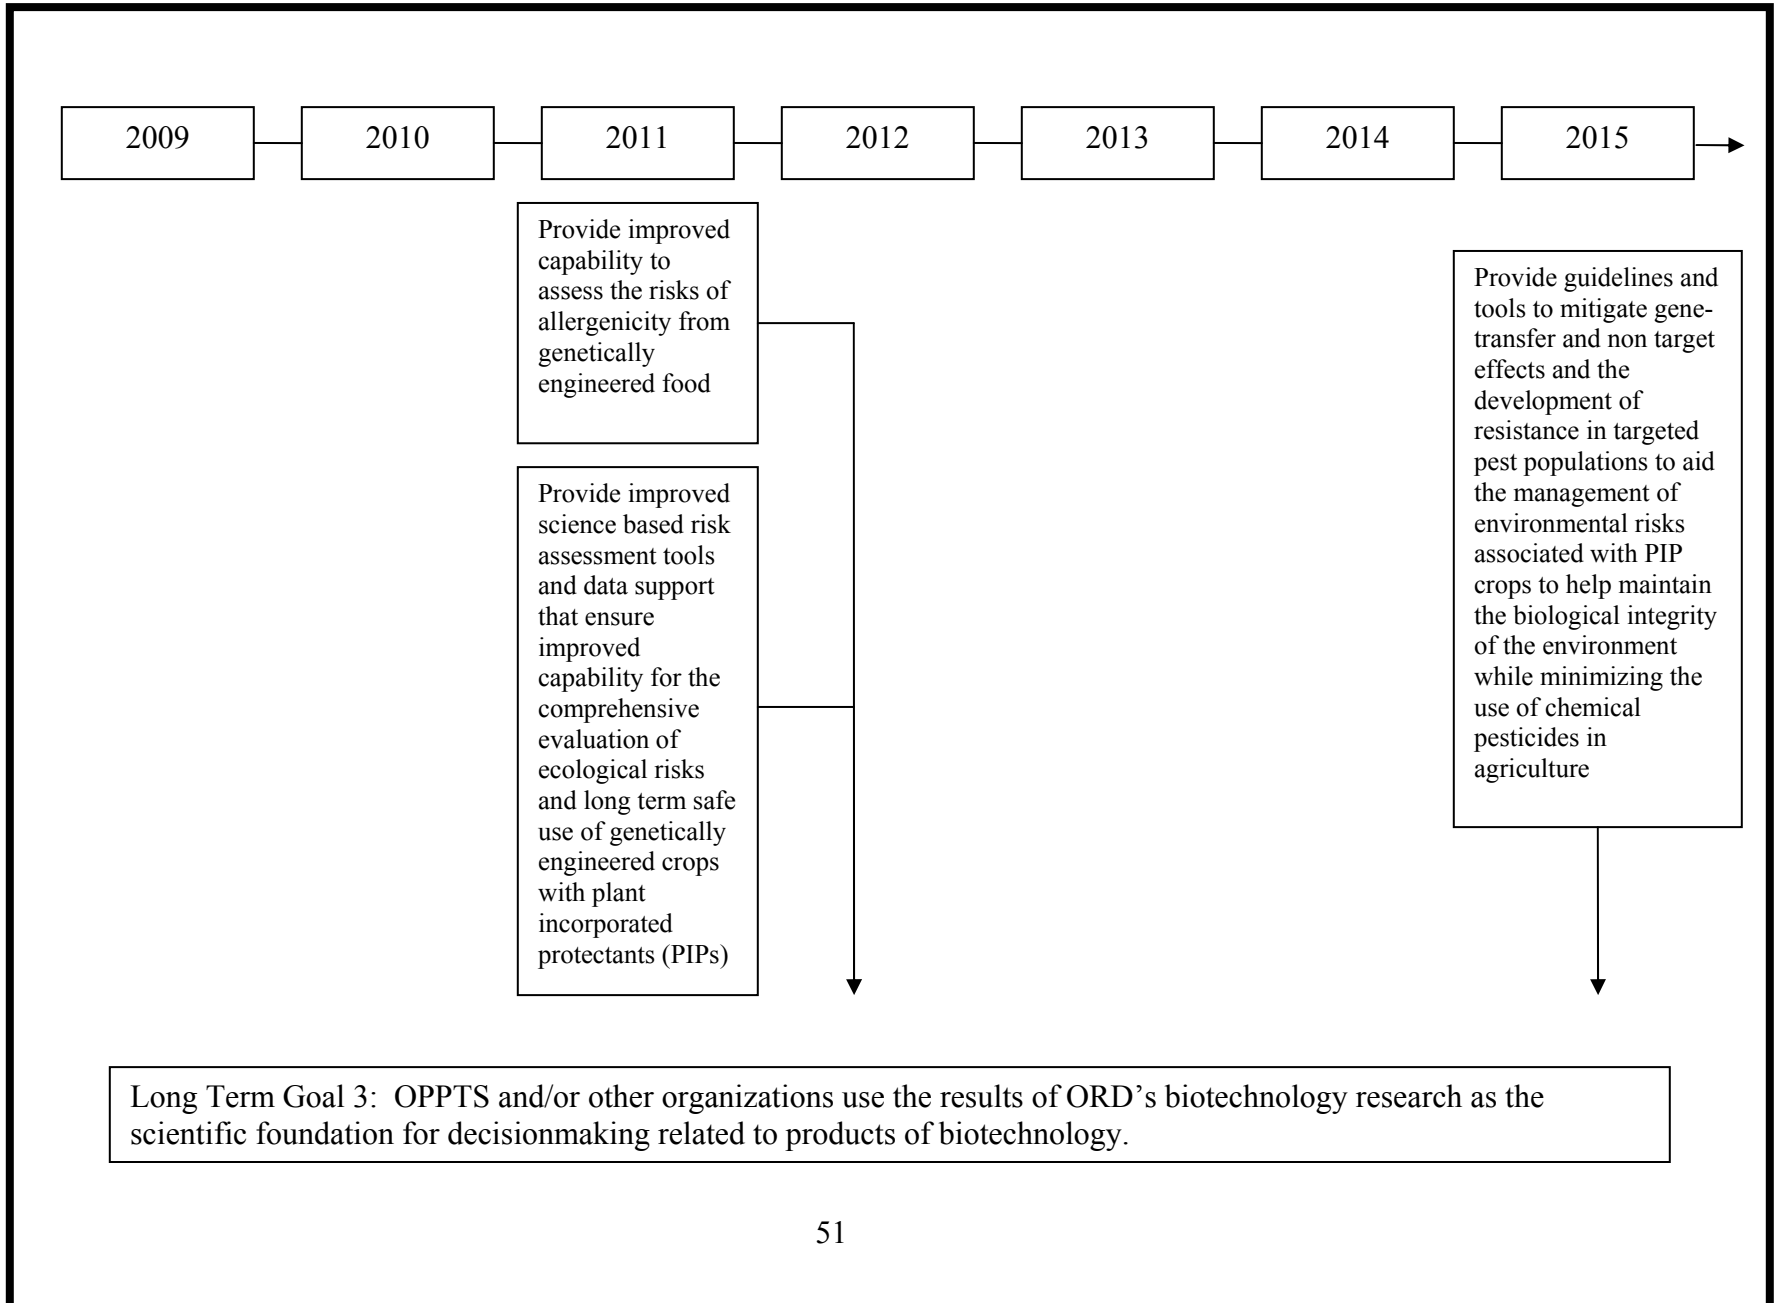 2009
2010
2011
2012
2013
2014
2015
Provide improved
capability to
assess the risks of
allergenicity from
genetically
engineered food
Provide improved
science based risk
assessment tools
and data support
that ensure
improved
capability for the
comprehensive
evaluation of
ecological risks
and long term safe
use of genetically
engineered crops
with plant
incorporated
protectants (PIPs)
Provide guidelines and
tools to mitigate gene-
transfer and non target
effects and the
development of
resistance in targeted
pest populations to aid
the management of
environmental risks
associated with PIP
crops to help maintain
the biological integrity
of the environment
while minimizing the
use of chemical
pesticides in
agriculture
Long Term Goal 3:  OPPTS and/or other organizations use the results of ORD’s biotechnology research as the
scientific foundation for decisionmaking related to products of biotechnology.
51